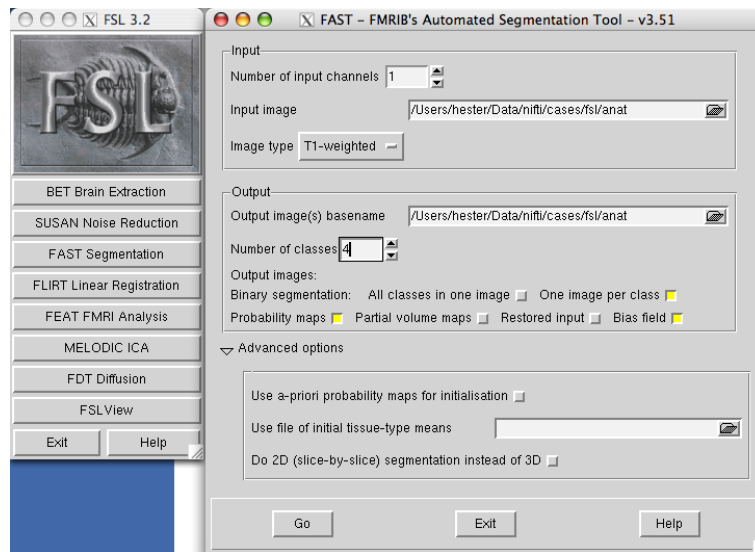 FSL 3.2
FSL
BET Brain Extraction
SUSAN Noise Reduction
FAST Segmentation
FLIRT Linear Registration
FEAT FMRI Analysis
MELODIC ICA
FDT Diffusion
FSLView
Exit Help
FAST - FMRIB's Automated Segmentation Tool - v3.51
Input
Number of input channels 1
Input image /Users/hester/Data/nifti/cases/fsl/anat
Image type T1-weighted
Output
Output image(s) basename /Users/hester/Data/nifti/cases/fsl/anat
Number of classes 4
Output images:
Binary segmentation: All classes in one image One image per class
Probability maps Partial volume maps Restored input Bias field
Advanced options
Use a-priori probability maps for initialisation
Use file of initial tissue-type means
Do 2D (slice-by-slice) segmentation instead of 3D
Go Exit Help